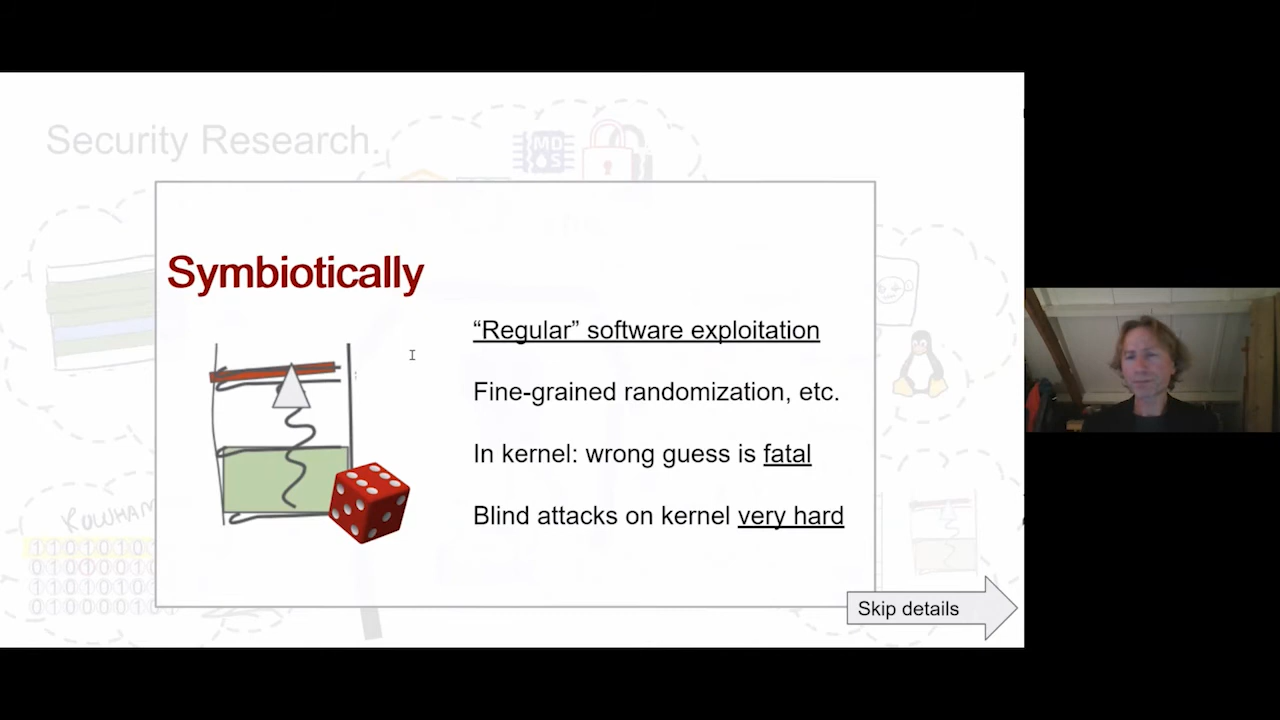 Security Research.
MD
S
Symbiotically
“Regular” software exploitation
Fine-grained randomization, etc.
In kernel: wrong guess is fatal
Blind attacks on kernel very hard
Skip details